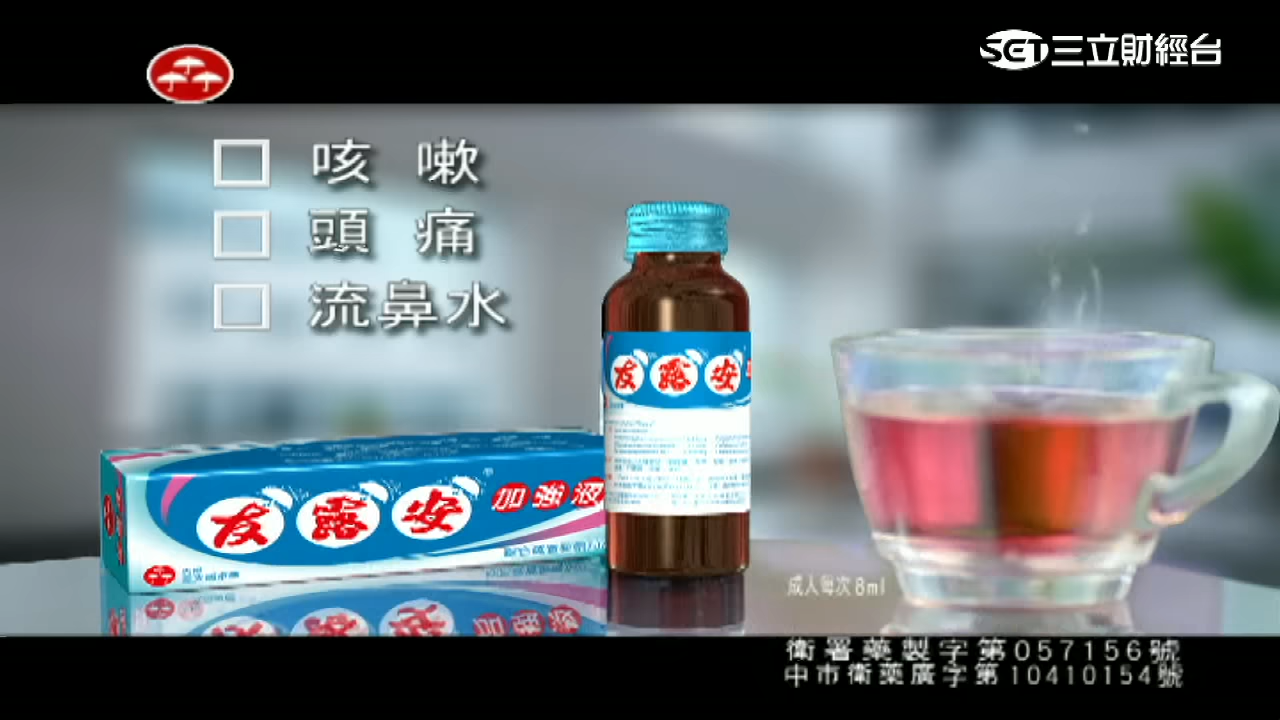 SET三立財經台
咳 嗽
頭 痛
流鼻水
友露安
友露安 加強液
成人每次8ml
衛署藥製字第057156號
中市衛藥廣字第10410154號